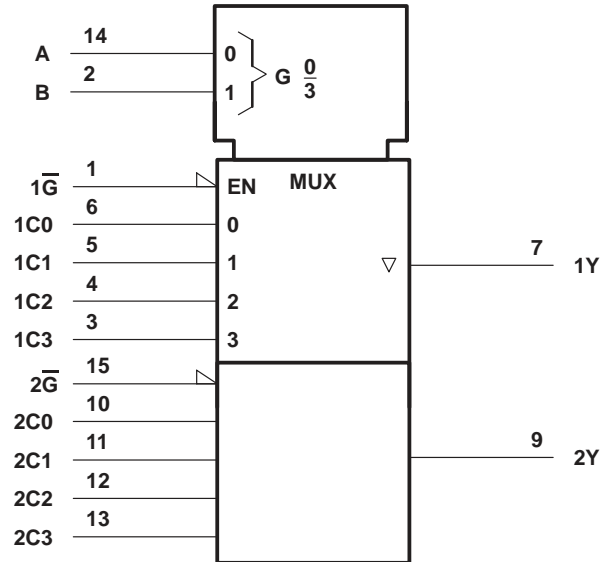 A 14 0
B 2 1
G 0/3
1G̅ 1 EN MUX
1C0 6 0
1C1 5 1
1C2 4 2
1C3 3 3
7 1Y
2G̅ 15
2C0 10
2C1 11
2C2 12
2C3 13
9 2Y